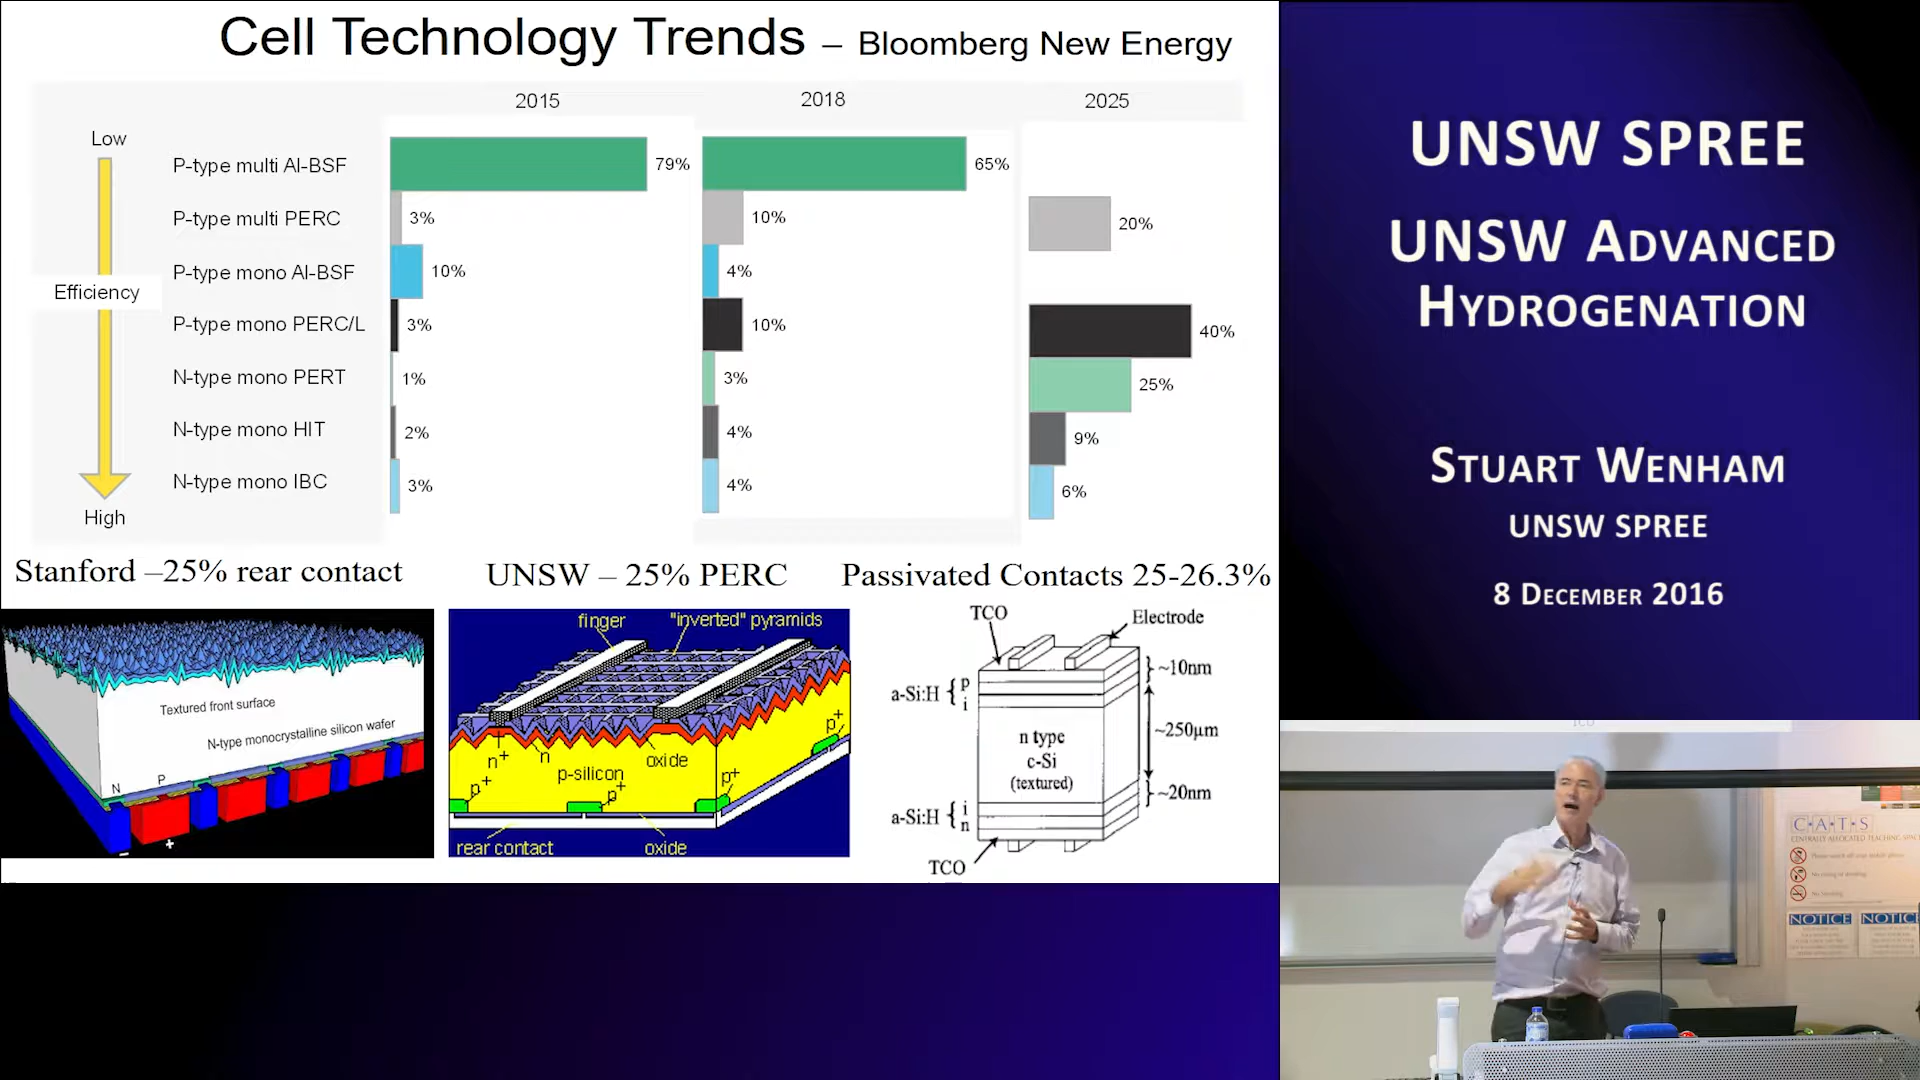 Cell Technology Trends – Bloomberg New Energy
2015
2018
2025
Low
Efficiency
High
P-type multi Al-BSF
79%
65%
P-type multi PERC
3%
10%
20%
P-type mono Al-BSF
10%
4%
P-type mono PERC/L
3%
10%
40%
N-type mono PERT
1%
3%
25%
N-type mono HIT
2%
4%
9%
N-type mono IBC
3%
4%
6%
Stanford –25% rear contact
Textured front surface
N-type monocrystalline silicon wafer
N
P
–
+
UNSW – 25% PERC
finger
"inverted" pyramids
n+
n
oxide
p-silicon
p+
p+
p+
p+
rear contact
oxide
Passivated Contacts 25-26.3%
TCO
Electrode
~10nm
a-Si:H { p
i
n type
c-Si
(textured)
~250μm
~20nm
a-Si:H { i
n
TCO
UNSW SPREE
UNSW Advanced
Hydrogenation
Stuart Wenham
UNSW SPREE
8 December 2016
C•A•T•S
NOTICE
NOTICE